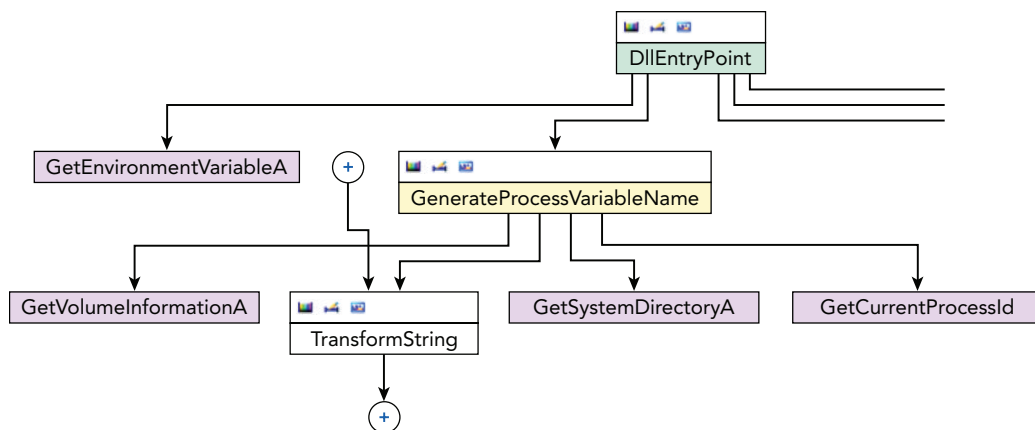 DllEntryPoint
GetEnvironmentVariableA
+
GenerateProcessVariableName
GetVolumeInformationA
TransformString
GetSystemDirectoryA
GetCurrentProcessId
+